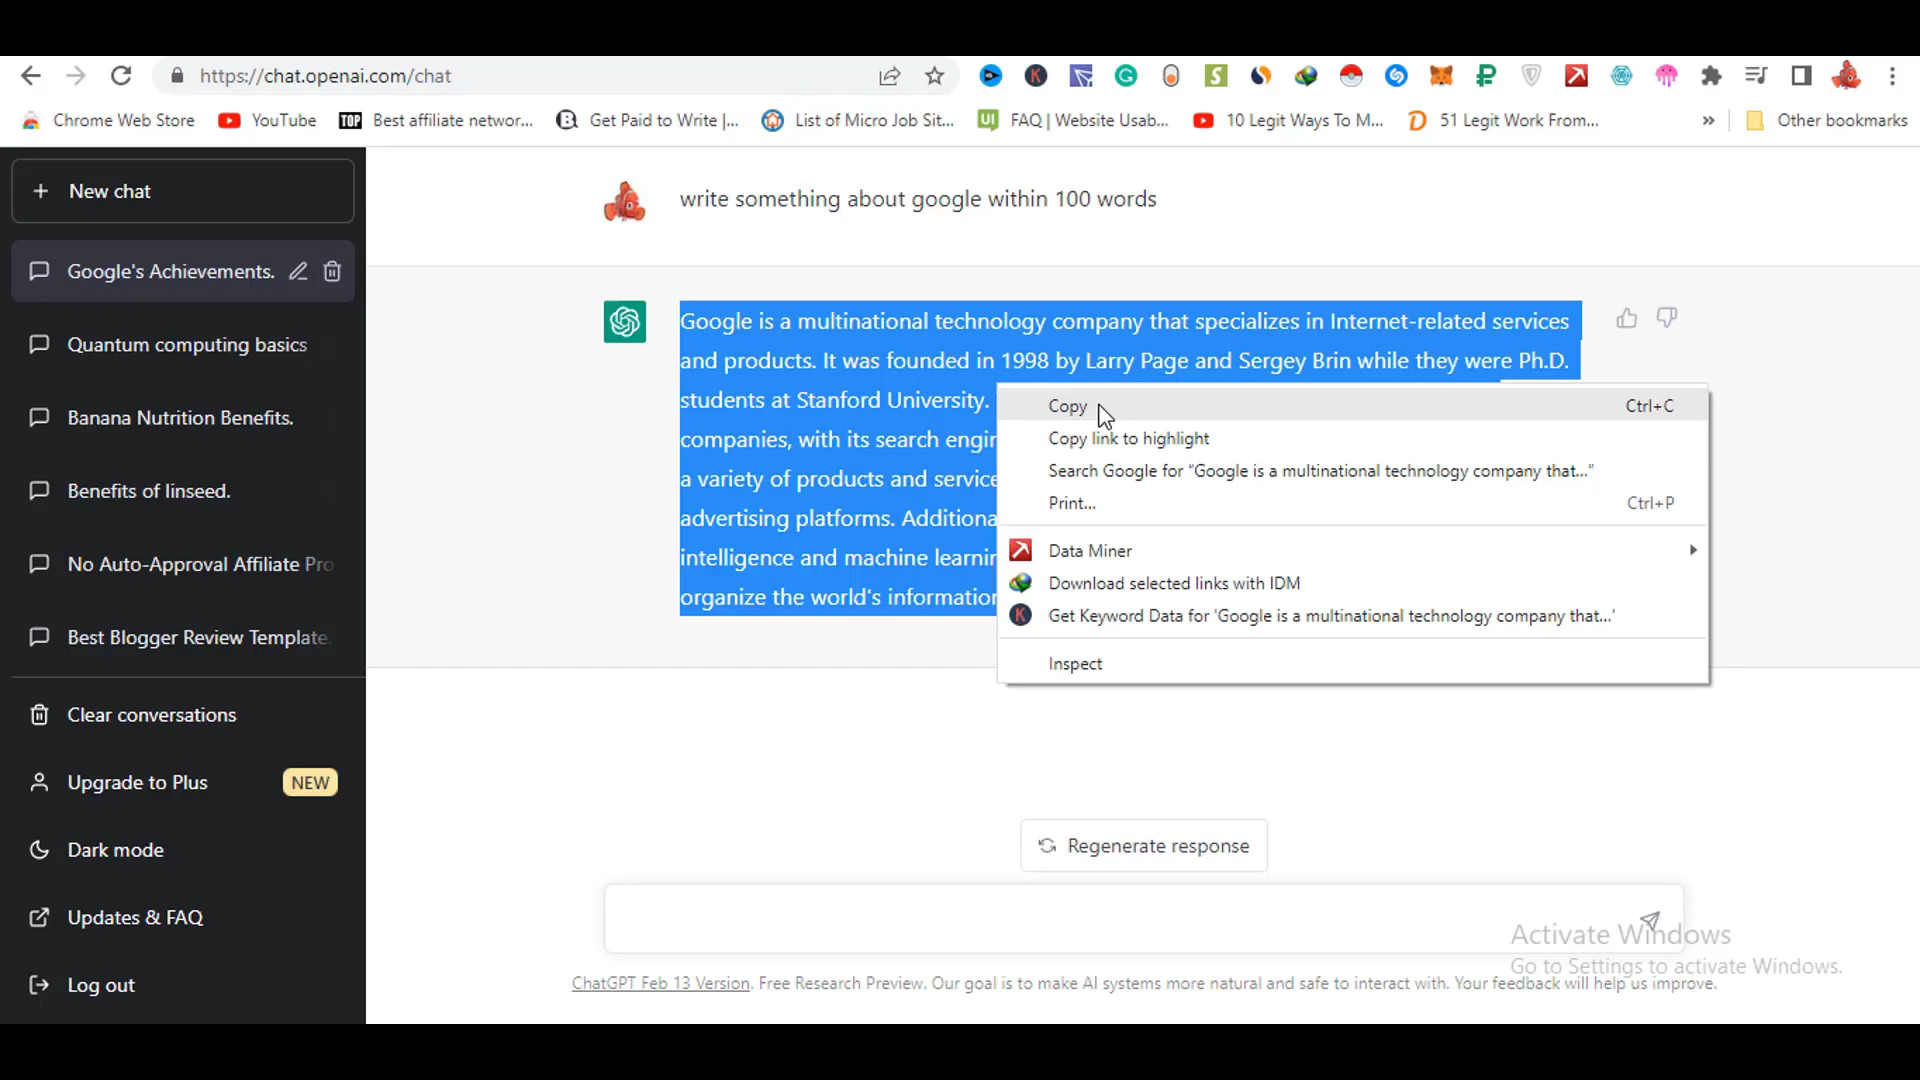 https://chat.openai.com/chat
Chrome Web Store
YouTube
TOP
Best affiliate networ...
Get Paid to Write |...
List of Micro Job Sit...
UI
FAQ | Website Usab...
10 Legit Ways To M...
51 Legit Work From...
»
Other bookmarks
New chat
Google's Achievements.
Quantum computing basics
Banana Nutrition Benefits.
Benefits of linseed.
No Auto-Approval Affiliate Pro
Best Blogger Review Template.
Clear conversations
Upgrade to Plus NEW
Dark mode
Updates & FAQ
Log out
write something about google within 100 words
Google is a multinational technology company that specializes in Internet-related services
and products. It was founded in 1998 by Larry Page and Sergey Brin while they were Ph.D.
students at Stanford University.
companies, with its search engin
a variety of products and service
advertising platforms. Additiona
intelligence and machine learnin
organize the world's information
Copy Ctrl+C
Copy link to highlight
Search Google for “Google is a multinational technology company that...”
Print... Ctrl+P
Data Miner
Download selected links with IDM
Get Keyword Data for 'Google is a multinational technology company that...'
Inspect
Regenerate response
Activate Windows
Go to Settings to activate Windows.
ChatGPT Feb 13 Version. Free Research Preview. Our goal is to make AI systems more natural and safe to interact with. Your feedback will help us improve.